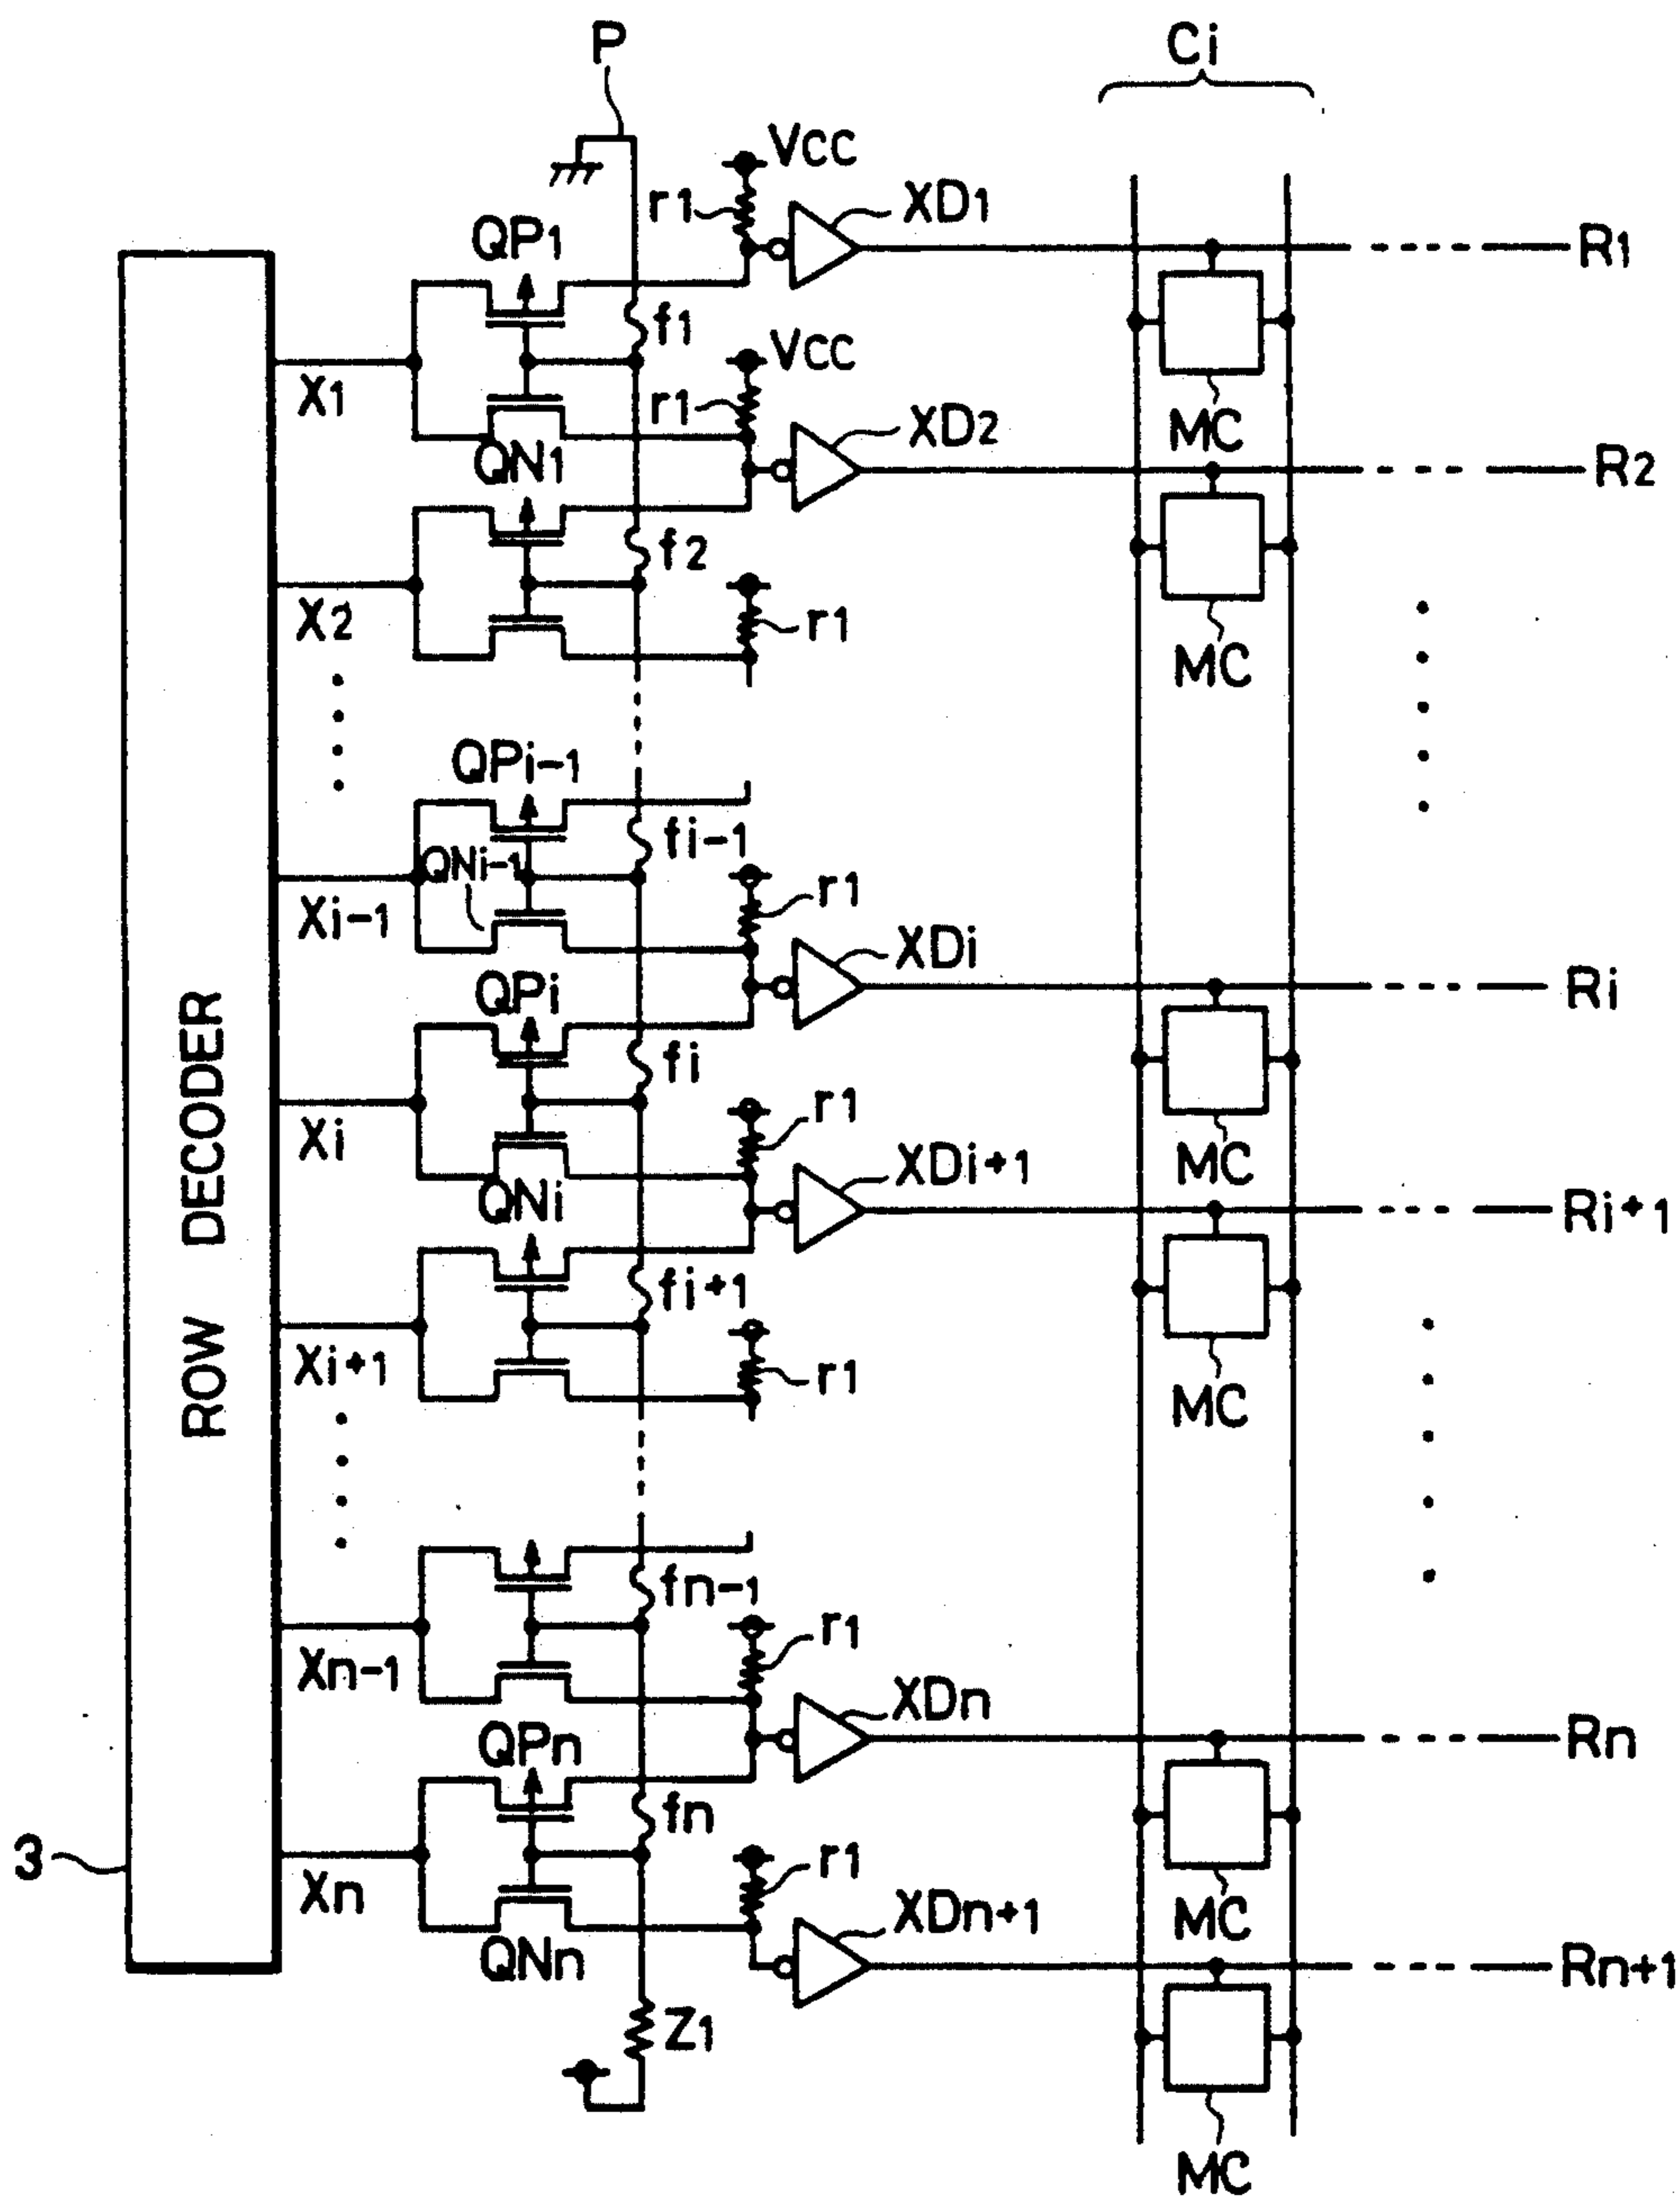 P
Ci
VCC
r1
XD1
QP1
R1
f1
VCC
X1
r1
XD2
MC
QN1
R2
f2
X2
r1
MC
QPi-1
fi-1
QNi-1
r1
Xi-1
XDi
QPi
Ri
fi
r1
Xi
MC
XDi+1
QNi
Ri+1
fi+1
Xi+1
r1
MC
ROW DECODER
fn-1
r1
Xn-1
XDn
QPn
Rn
fn
3
r1
Xn
XDn+1
MC
QNn
Rn+1
Z1
MC